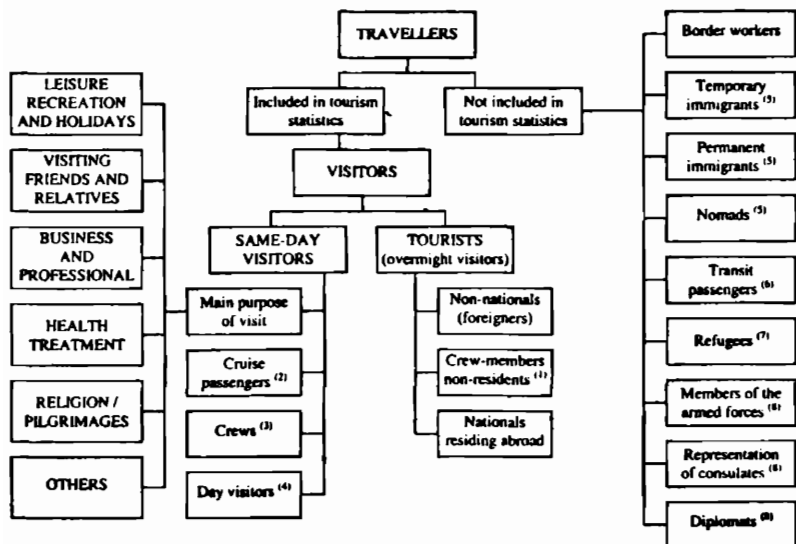 TRAVELLERS
Included in tourism
statistics
Not included in
tourism statistics
VISITORS
SAME-DAY
VISITORS
TOURISTS
(overnight visitors)
LEISURE
RECREATION
AND HOLIDAYS
VISITING
FRIENDS AND
RELATIVES
BUSINESS
AND
PROFESSIONAL
HEALTH
TREATMENT
RELIGION /
PILGRIMAGES
OTHERS
Main purpose
of visit
Cruise
passengers (2)
Crews (3)
Day visitors (4)
Non-nationals
(foreigners)
Crew-members
non-residents (1)
Nationals
residing abroad
Border workers
Temporary
immigrants (5)
Permanent
immigrants (5)
Nomads (5)
Transit
passengers (6)
Refugees (7)
Members of the
armed forces (8)
Representation
of consulates (8)
Diplomats (8)